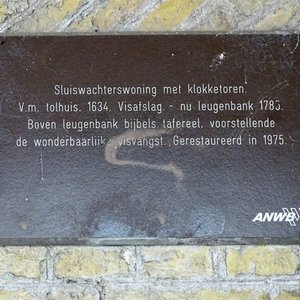 Sluiswachterswoning met klokketoren.
V.m. tolhuis. 1634. Visafslag. - nu leugenbank 1785.
Boven leugenbank bijbels tafereel. voorstellende
de wonderbaarlijke visvangst. Gerestaureerd in 1975.
ANWB